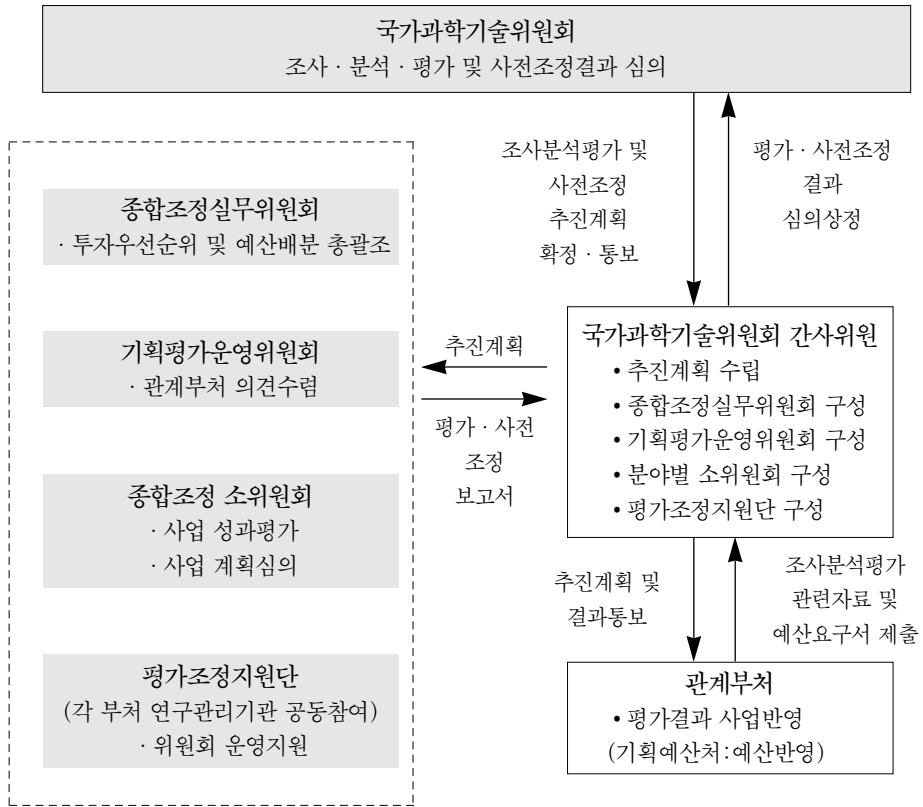 국가과학기술위원회
조사 · 분석 · 평가 및 사전조정결과 심의
조사분석평가 및
사전조정
추진계획
확정 · 통보
평가 · 사전조정
결과
심의상정
종합조정실무위원회
· 투자우선순위 및 예산배분 총괄조
기획평가운영위원회
· 관계부처 의견수렴
종합조정 소위원회
· 사업 성과평가
· 사업 계획심의
평가조정지원단
(각 부처 연구관리기관 공동참여)
· 위원회 운영지원
추진계획
평가 · 사전
조정
보고서
국가과학기술위원회 간사위원
• 추진계획 수립
• 종합조정실무위원회 구성
• 기획평가운영위원회 구성
• 분야별 소위원회 구성
• 평가조정지원단 구성
추진계획 및
결과통보
조사분석평가
관련자료 및
예산요구서 제출
관계부처
• 평가결과 사업반영
(기획예산처:예산반영)